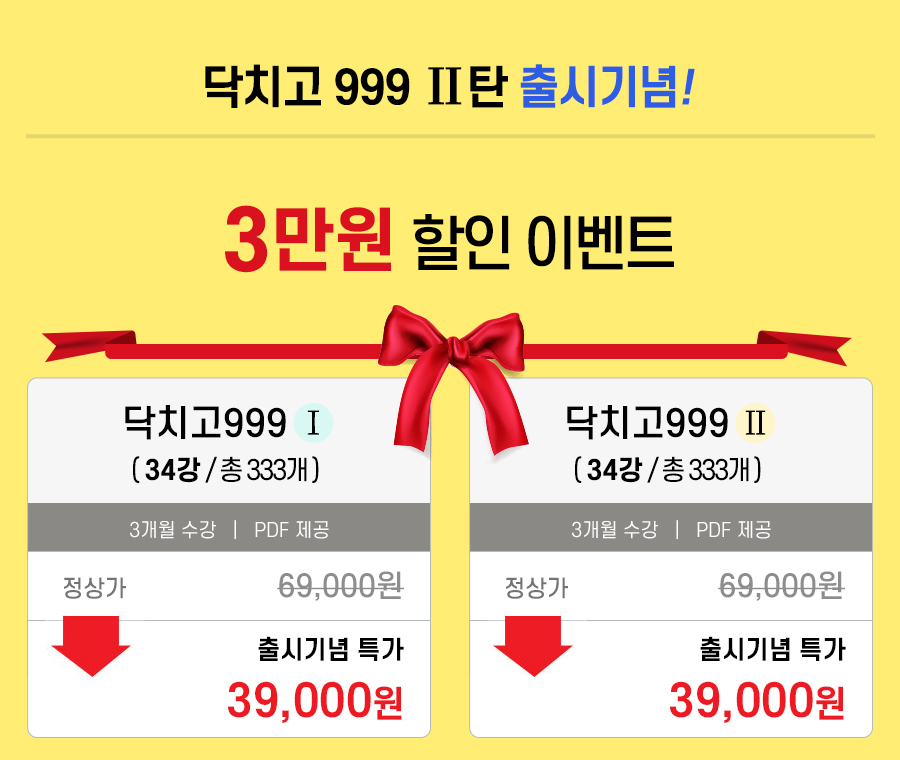 닥치고 999 Ⅱ탄 출시기념!
3만원 할인 이벤트
닥치고999 Ⅰ
( 34강 / 총 333개 )
3개월 수강 | PDF 제공
정상가 69,000원
출시기념 특가
39,000원
닥치고999 Ⅱ
( 34강 / 총 333개 )
3개월 수강 | PDF 제공
정상가 69,000원
출시기념 특가
39,000원